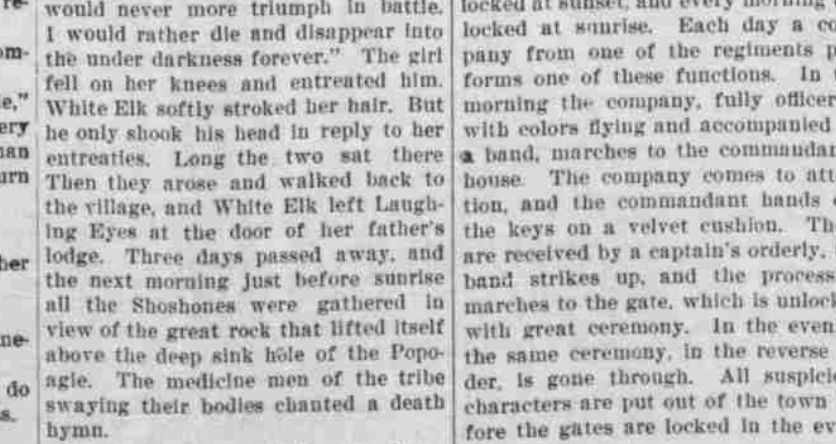 would never more triumph in battle.
I would rather die and disappear into
the under darkness forever." The girl
fell on her knees and entreated him.
White Elk softly stroked her hair. But
he only shook his head in reply to her
entreaties. Long the two sat there
Then they arose and walked back to
the village, and White Elk left Laugh-
ing Eyes at the door of her father's
lodge. Three days passed away, and
the next morning just before sunrise
all the Shoshones were gathered in
view of the great rock that lifted itself
above the deep sink hole of the Popo-
agie. The medicine men of the tribe
swaying their bodies chanted a death
hymn.
locked at sunset, and every morning
locked at sunrise. Each day a co
pany from one of the regiments p
forms one of these functions. In
morning the company, fully officer
with colors flying and accompanied
a band, marches to the commandan
house. The company comes to att
tion, and the commandant hands
the keys on a velvet cushion. Th
are received by a captain's orderly,
band strikes up, and the process
marches to the gate, which is unlock
with great ceremony. In the even
the same ceremony, in the reverse
der, is gone through. All suspicio
characters are put out of the town
fore the gates are locked in the ev